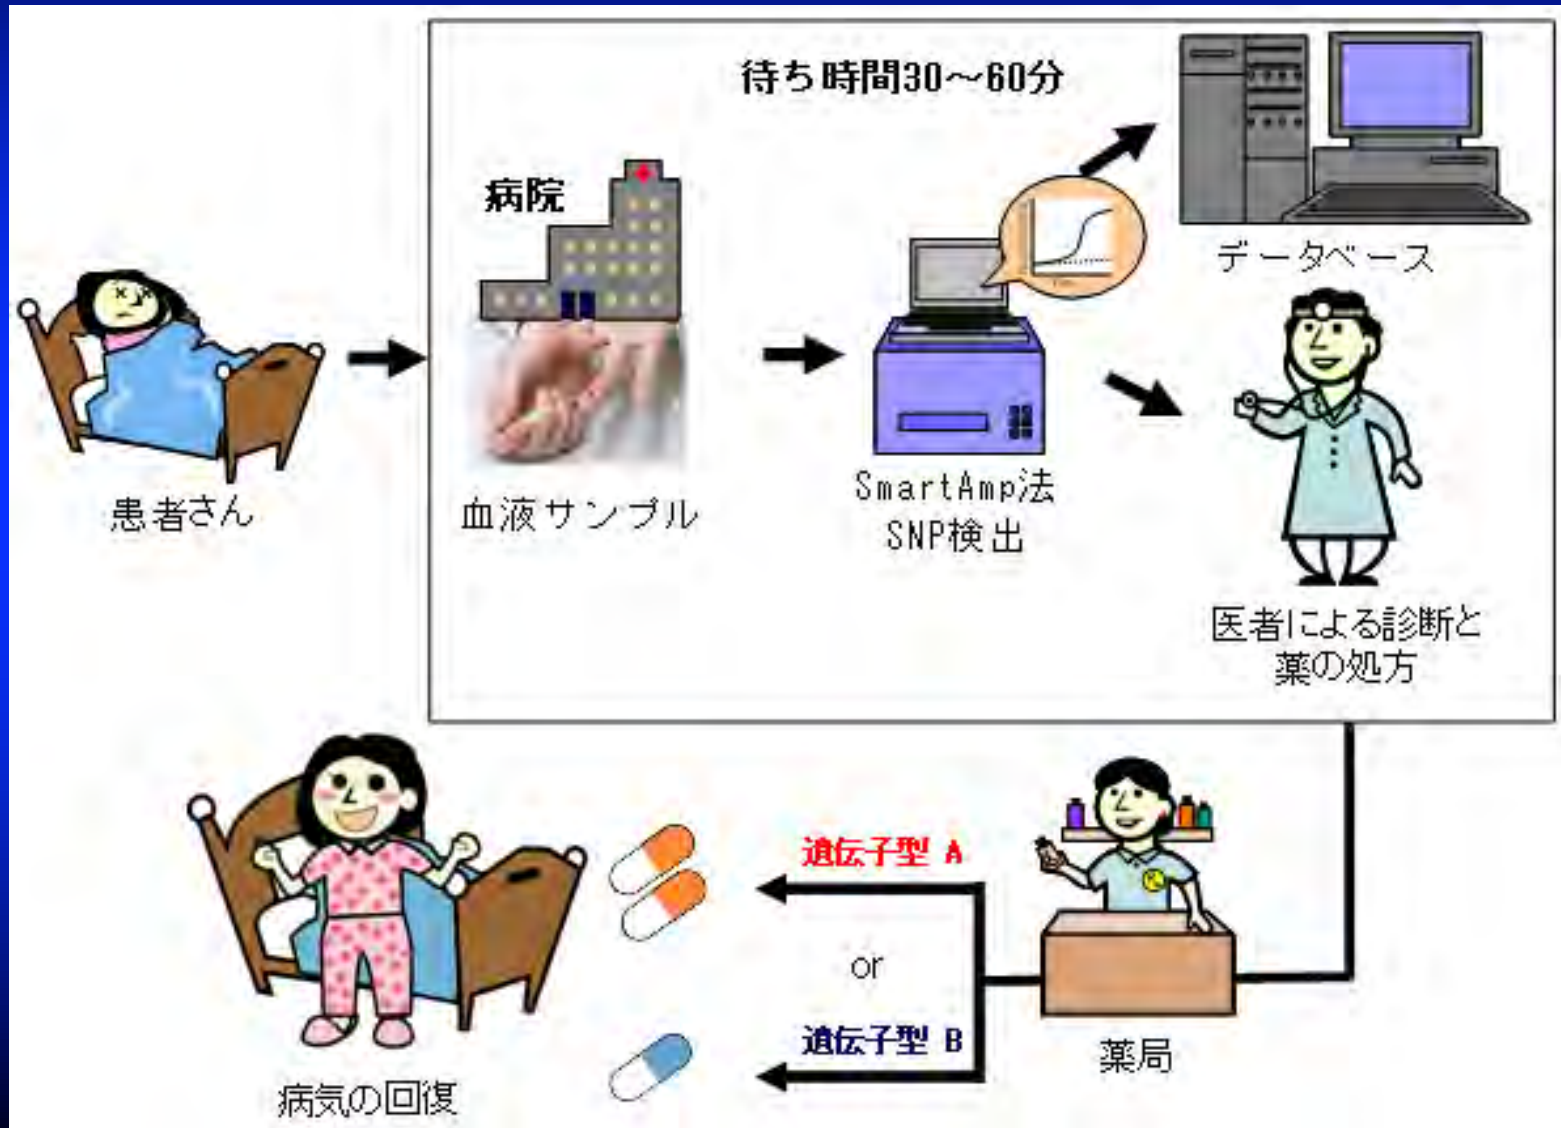 待ち時間30～60分
病院
データベース
患者さん
血液サンプル
SmartAmp法
SNP検出
医者による診断と
薬の処方
遺伝子型 A
or
遺伝子型 B
薬局
病気の回復